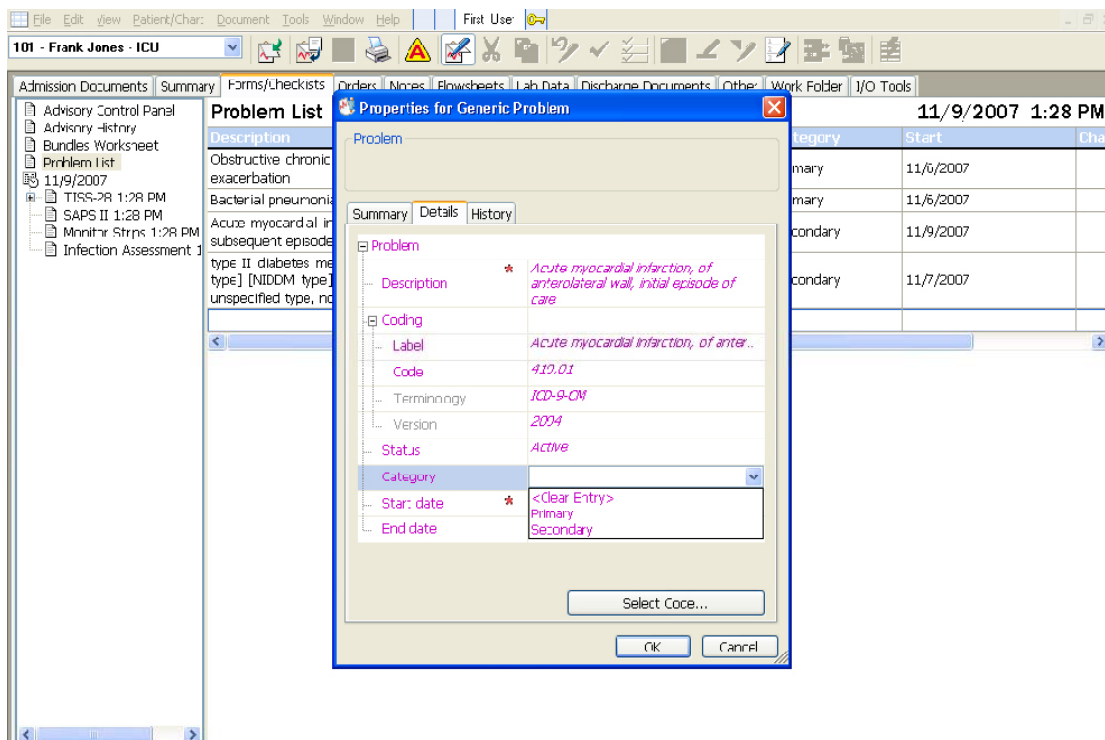 File Edit View Patient/Char: Document Tools Window Help First User
101 - Frank Jones - ICU
Admission Documents Summary Forms/Checkists Orders Notes Flowsheets Lab Data Discharge Documents Other Work Folder I/O Tools
Advisory Control Panel
Advisory History
Bundles Worksheet
Problem List
11/9/2007
TISS-28 1:28 PM
SAPS II 1:28 PM
Monitor Strips 1:28 PM
Infection Assessment 1
Problem List 11/9/2007 1:28 PM
Description tegory Start Cha
Obstructive chronic
exacerbation mary 11/6/2007
Bacterial pneumonia mary 11/6/2007
Acute myocardial in
subsequent episode condary 11/9/2007
type II diabetes me
type] [NIDDM type]
unspecified type, no condary 11/7/2007
Properties for Generic Problem
Problem
Summary Details History
Problem
Description * Acute myocardial infarction, of
anterolateral wall, initial episode of
care
Coding
Label Acute myocardial infarction, of anter..
Code 410.01
Terminology ICD-9-CM
Version 2004
Status Active
Category
<Clear Entry>
Primary
Secondary
Start date *
End date
Select Code...
OK Cancel